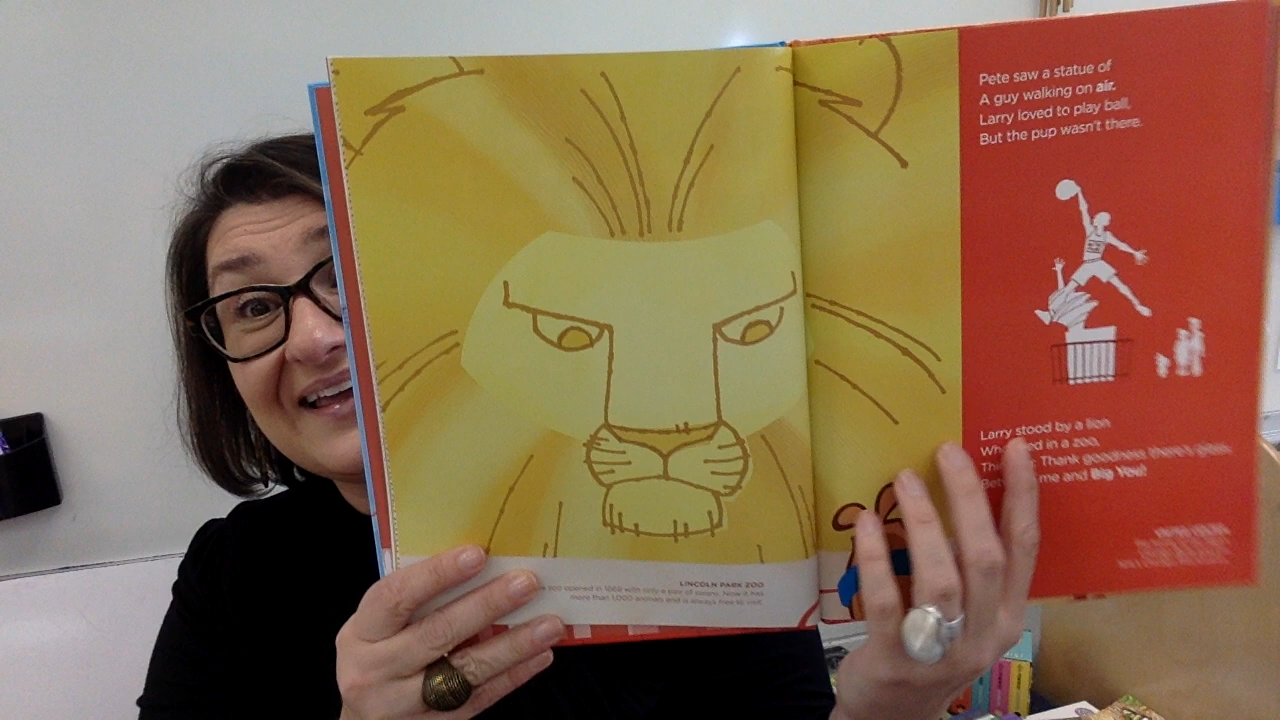 LINCOLN PARK ZOO
zoo opened in 1868 with only a pair of swans. Now it has
more than 1,000 animals and is always free to visit.
Pete saw a statue of
A guy walking on air.
Larry loved to play ball,
But the pup wasn't there.
Larry stood by a lion
in a zoo.
Thank goodness there's glass
me and Big You!